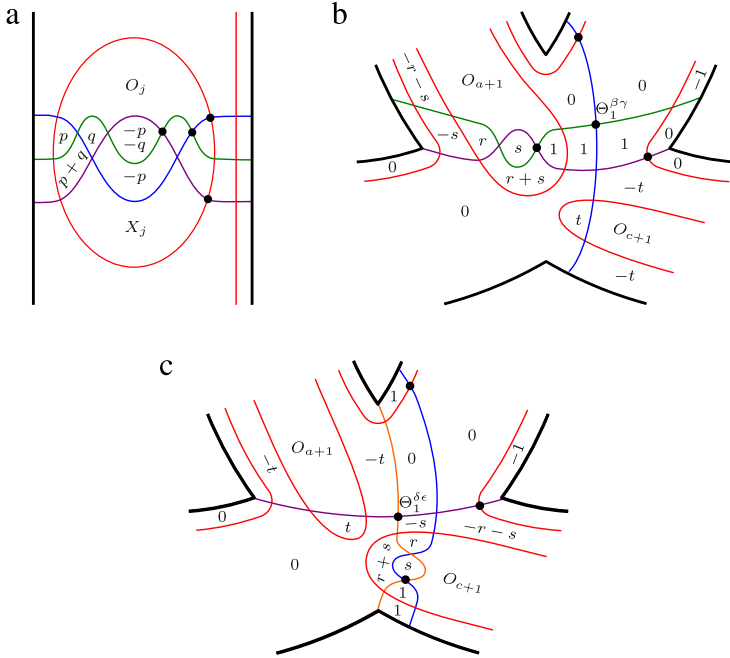 a
O_j
p q −p
−q
p + q −p
X_j
b
−r − s
O_{a+1}
0
0
−1
Θ_1^{βγ}
−s r s 1 1 1 0
0
0
r + s
−t
0
t
O_{c+1}
−t
c
1
O_{a+1}
−t
−t
0
0
−1
Θ_1^{δϵ}
0
t
−s
−r − s
r
r + s
s
0
O_{c+1}
1
1